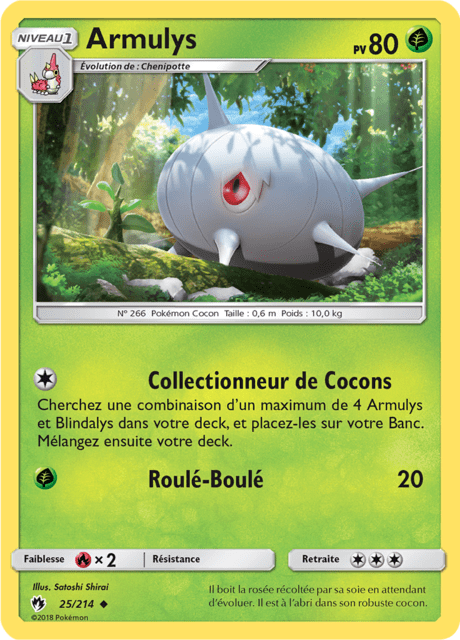 NIVEAU 1
Armulys
PV 80
Évolution de : Chenipotte
N° 266 Pokémon Cocon Taille : 0,6 m Poids : 10,0 kg
Collectionneur de Cocons
Cherchez une combinaison d'un maximum de 4 Armulys
et Blindalys dans votre deck, et placez-les sur votre Banc.
Mélangez ensuite votre deck.
Roulé-Boulé 20
Faiblesse × 2 Résistance Retraite
Illus. Satoshi Shirai
25/214
©2018 Pokémon
Il boit la rosée récoltée par sa soie en attendant
d'évoluer. Il est à l'abri dans son robuste cocon.